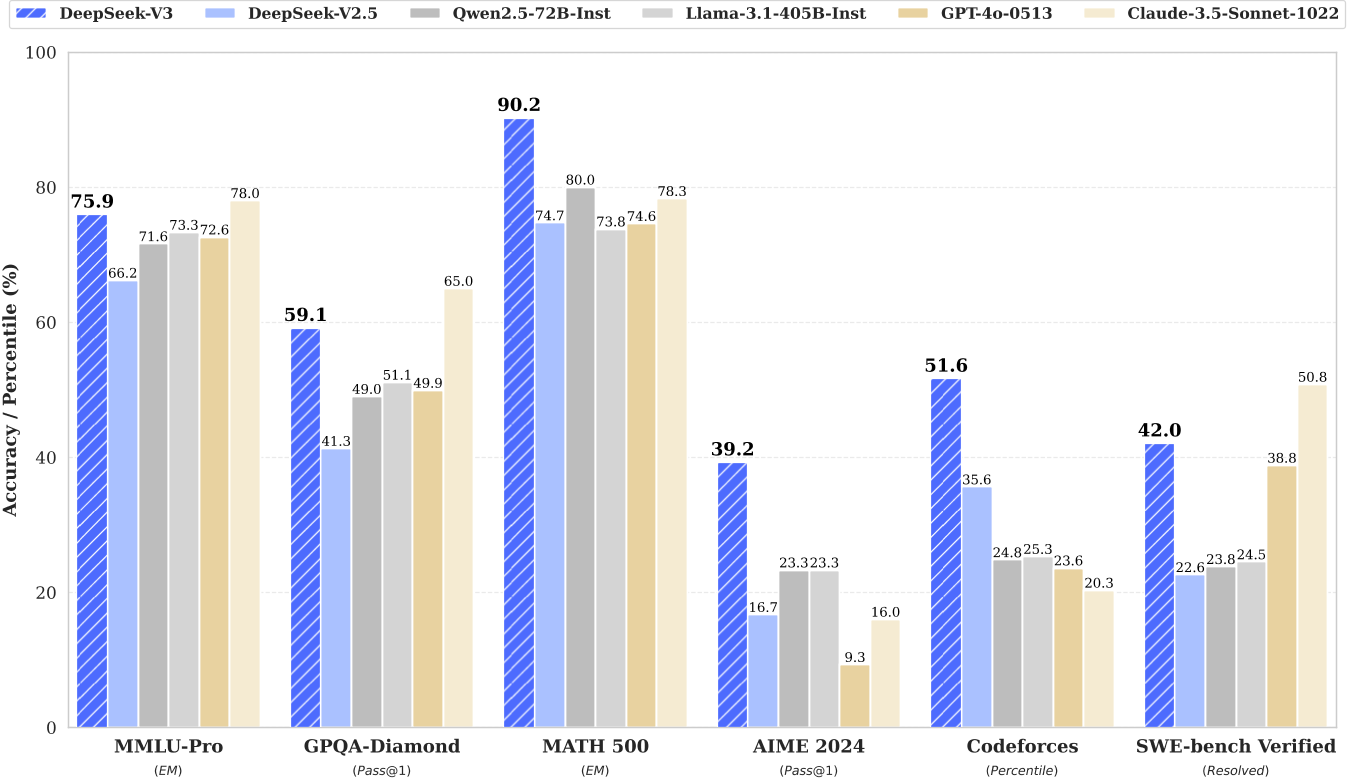 DeepSeek-V3 DeepSeek-V2.5 Qwen2.5-72B-Inst Llama-3.1-405B-Inst GPT-4o-0513 Claude-3.5-Sonnet-1022
Accuracy / Percentile (%)
100
80
60
40
20
0
75.9 66.2 71.6 73.3 72.6 78.0
59.1 41.3 49.0 51.1 49.9 65.0
90.2 74.7 80.0 73.8 74.6 78.3
39.2 16.7 23.3 23.3 9.3 16.0
51.6 35.6 24.8 25.3 23.6 20.3
42.0 22.6 23.8 24.5 38.8 50.8
MMLU-Pro GPQA-Diamond MATH 500 AIME 2024 Codeforces SWE-bench Verified
(EM) (Pass@1) (EM) (Pass@1) (Percentile) (Resolved)